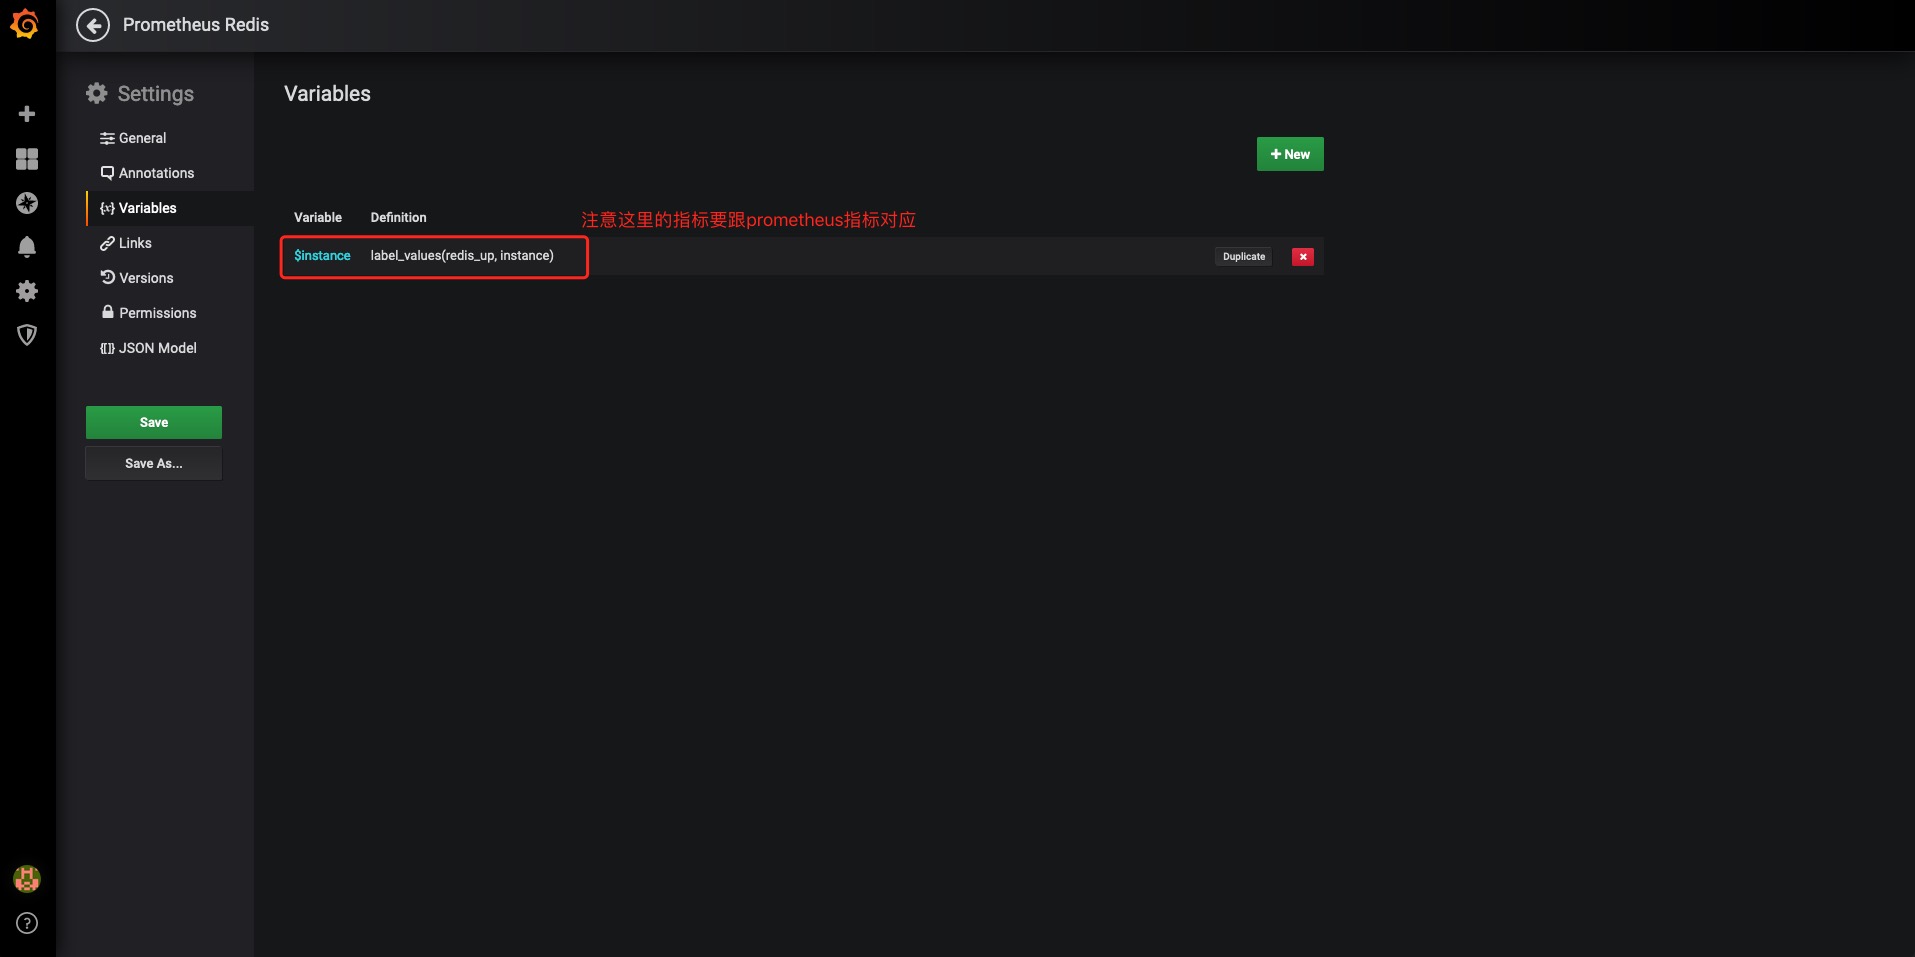 Prometheus Redis
Settings
General
Annotations
Variables
Links
Versions
Permissions
JSON Model
Save
Save As...
Variables
New
Variable Definition
注意这里的指标要跟prometheus指标对应
$instance label_values(redis_up, instance) Duplicate